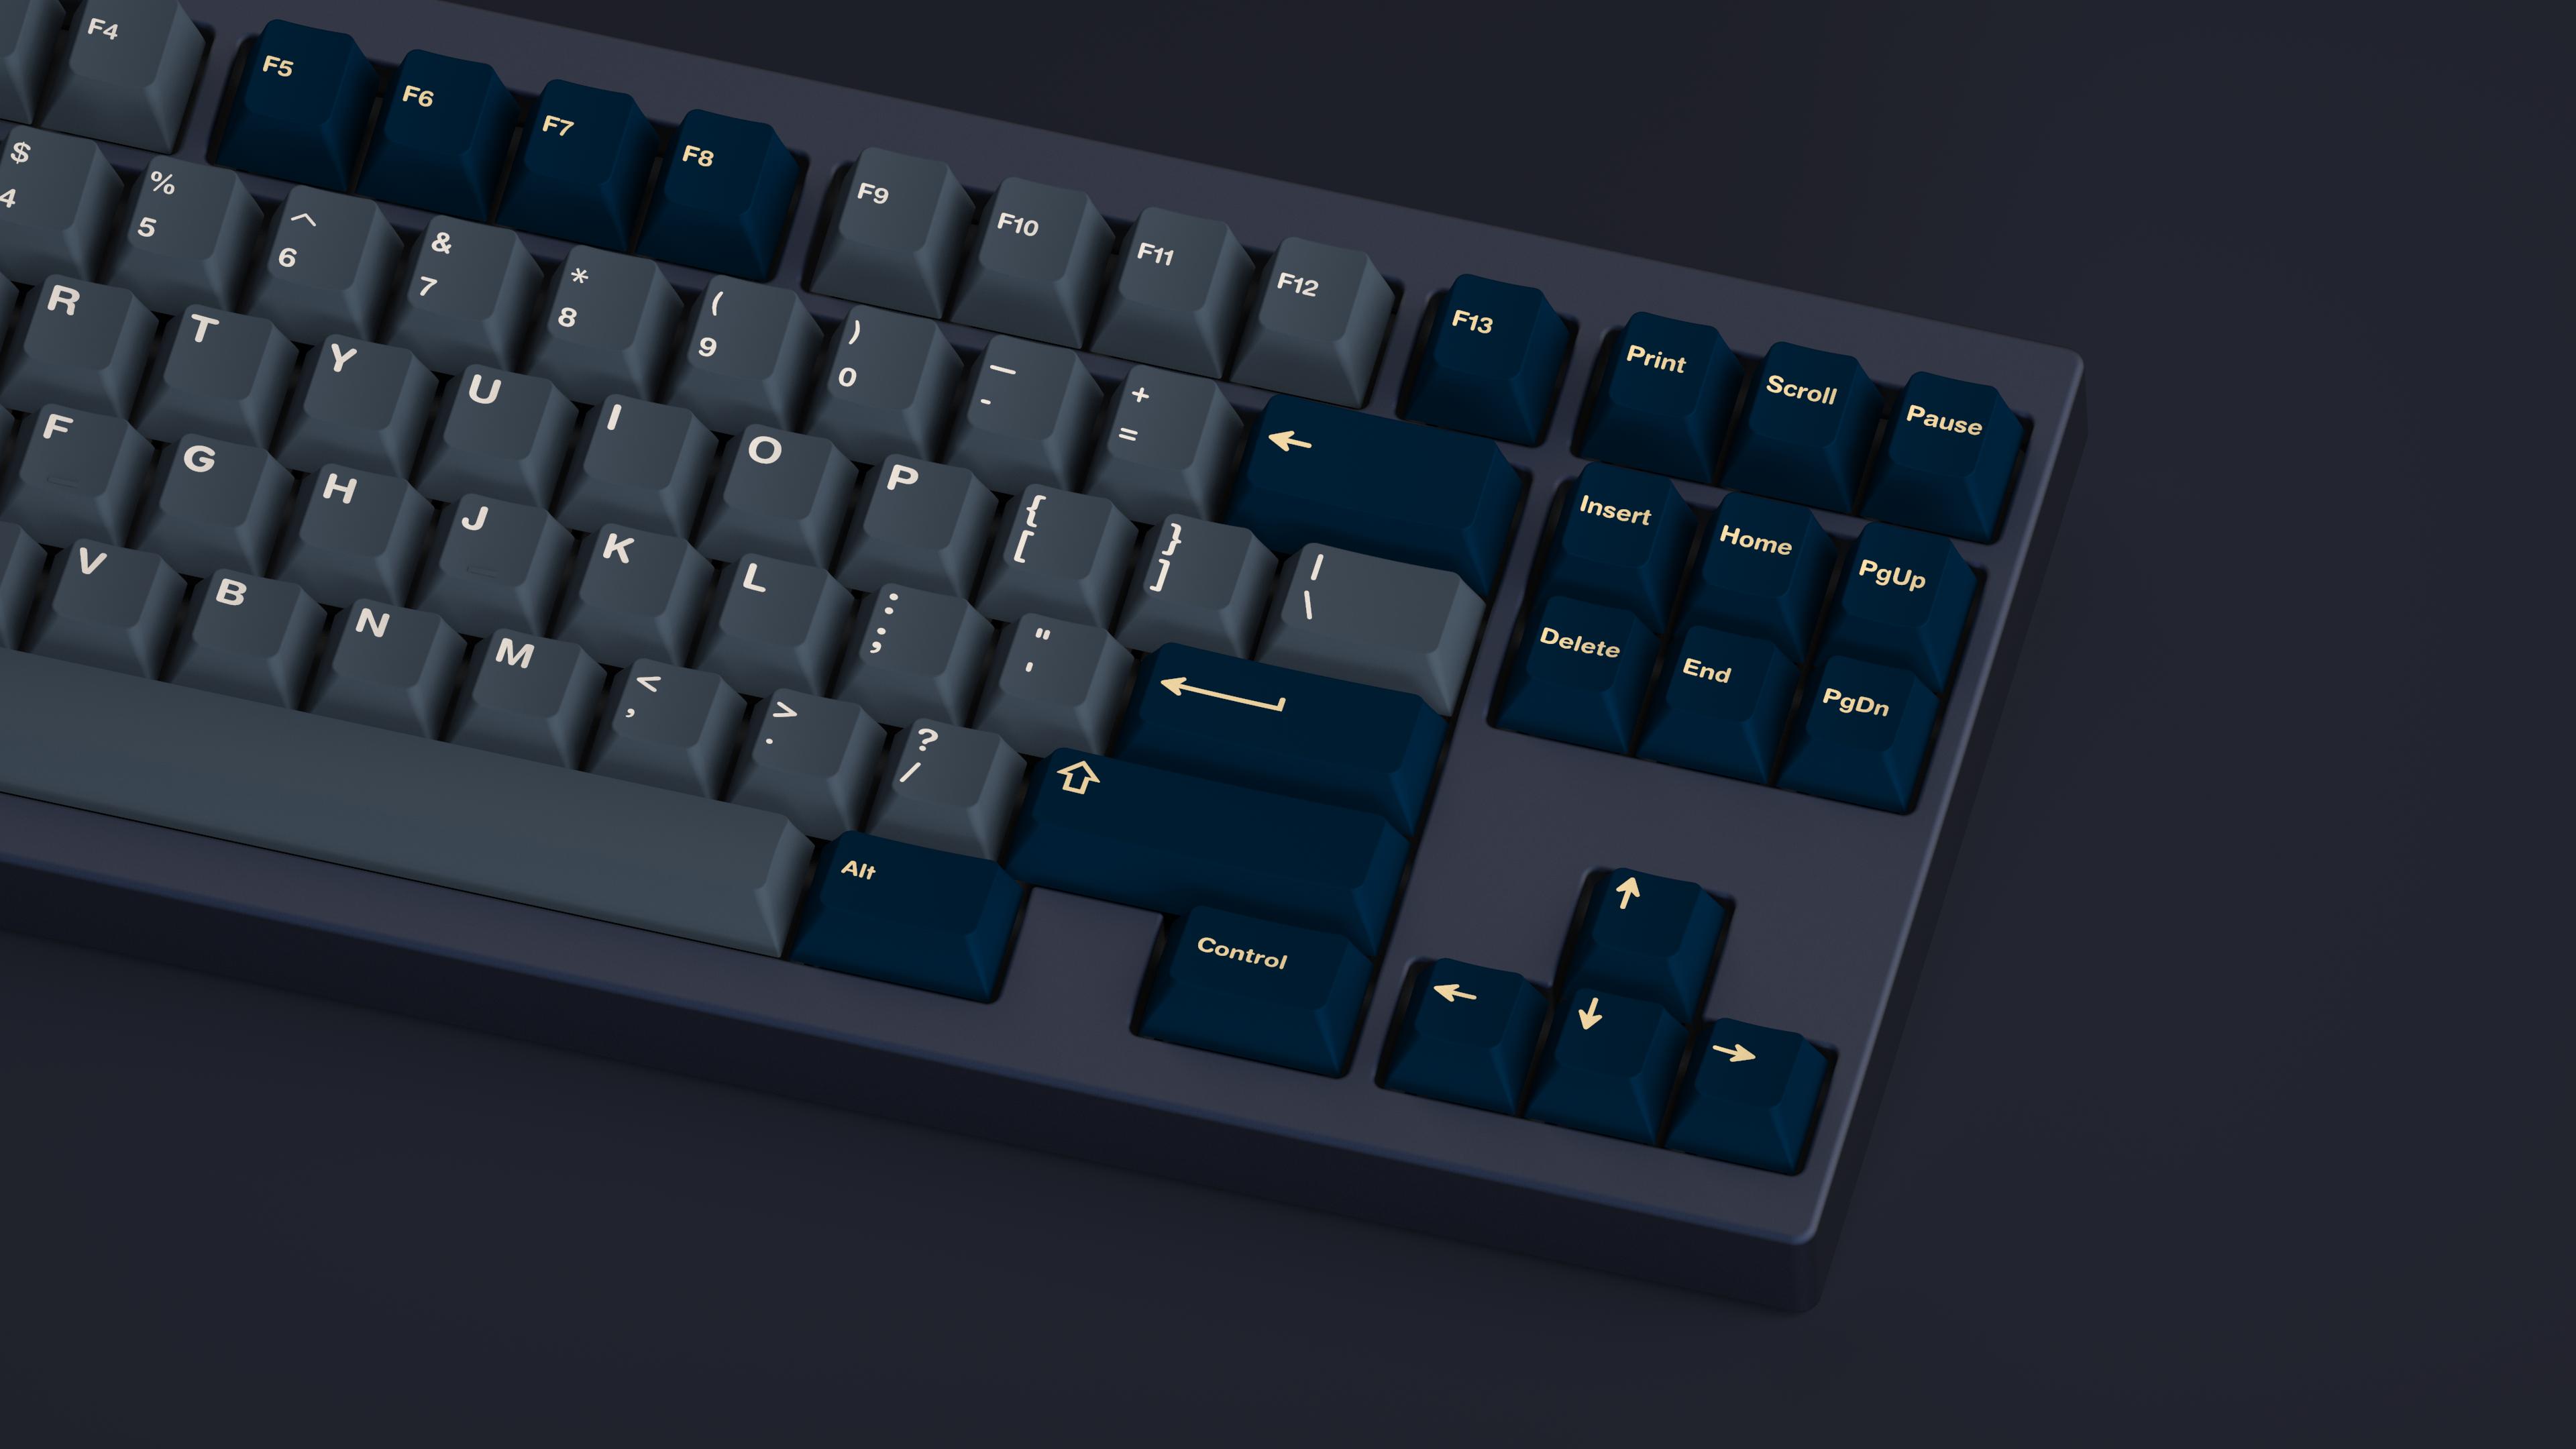 F4 F5 F6 F7 F8 F9 F10 F11 F12 F13 Print Scroll Pause
$ % ^ & * ( ) — +
4 5 6 7 8 9 0 - = ← Insert Home PgUp
R T Y U I O P { } |
[ ] \ Delete End PgDn
F G H J K L : "
; ' ←
V B N M < > ? ⇧
, . / ↑
Alt Control ← ↓ →